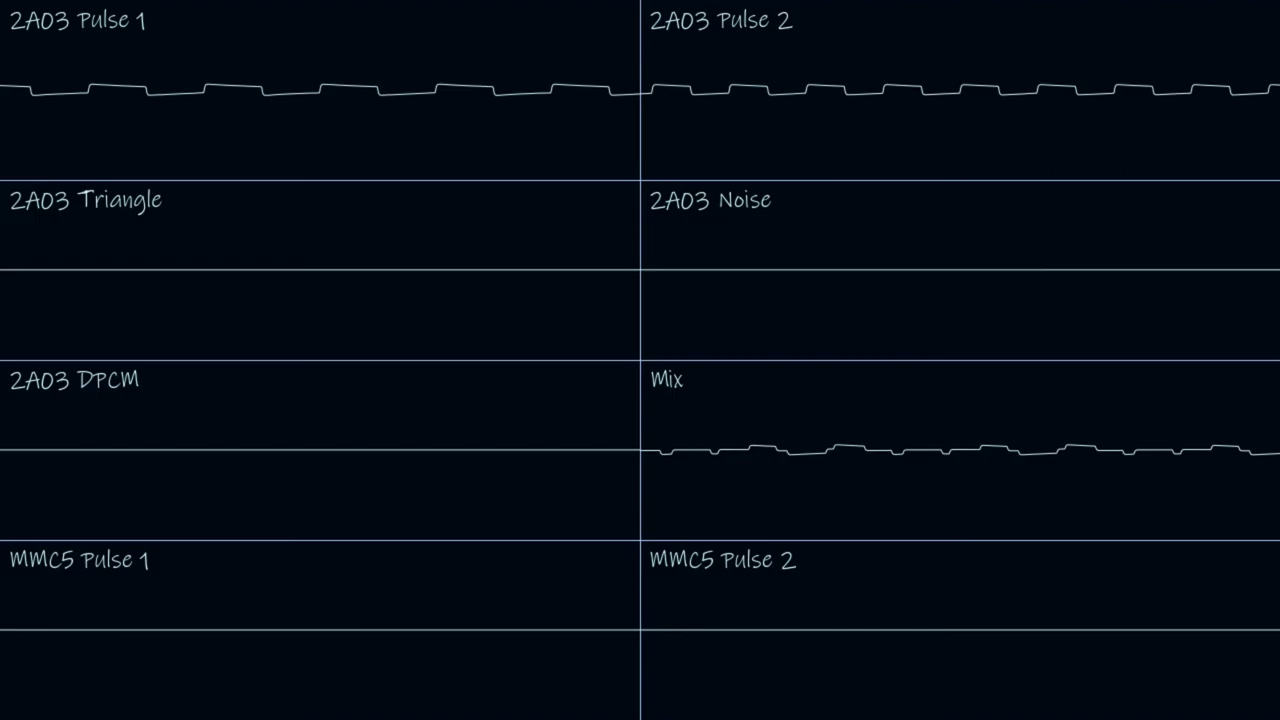 2A03 Pulse 1
2A03 Pulse 2
2A03 Triangle
2A03 Noise
2A03 DPCM
Mix
MMC5 Pulse 1
MMC5 Pulse 2